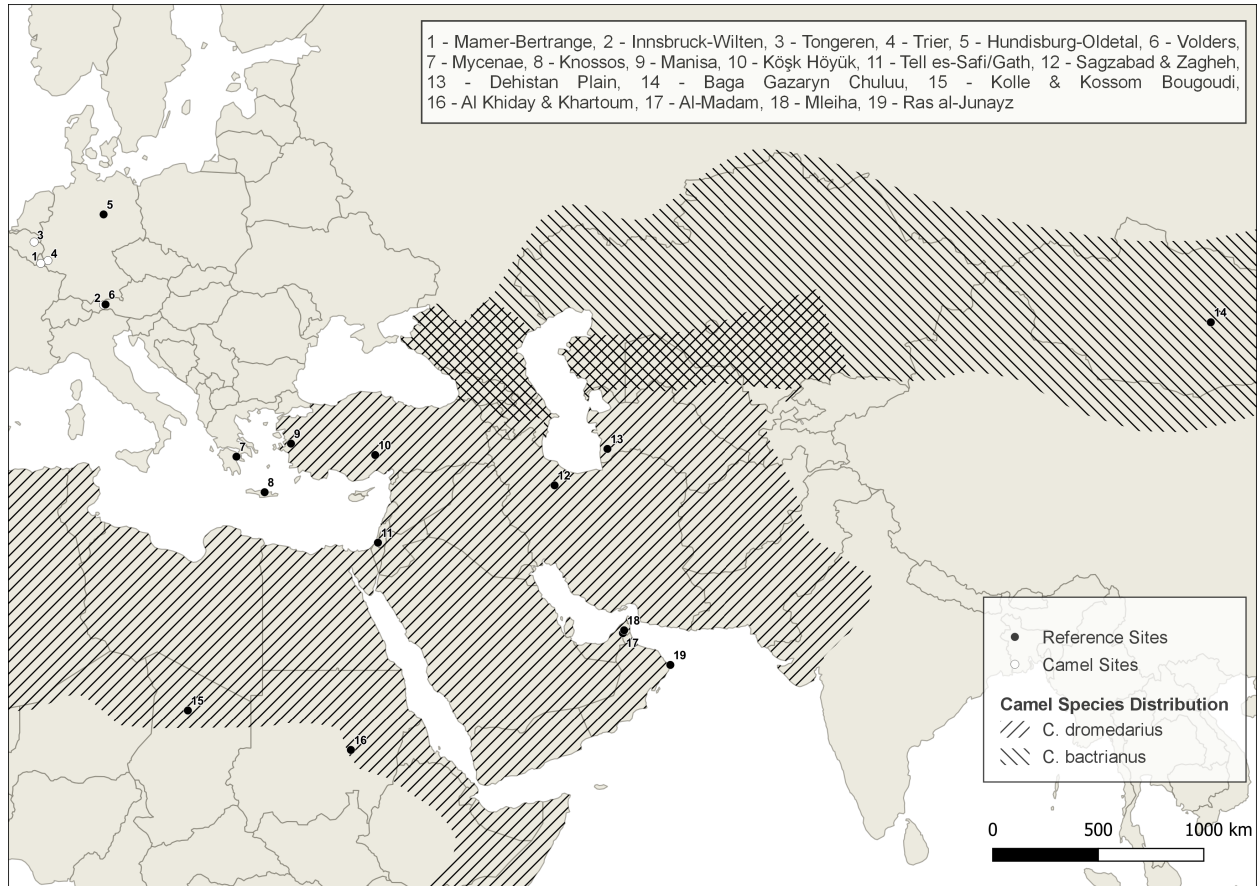 1 - Mamer-Bertrange, 2 - Innsbruck-Wilten, 3 - Tongeren, 4 - Trier, 5 - Hundisburg-Oldetal, 6 - Volders,
7 - Mycenae, 8 - Knossos, 9 - Manisa, 10 - Köşk Höyük, 11 - Tell es-Safi/Gath, 12 - Sagzabad & Zagheh,
13 - Dehistan Plain, 14 - Baga Gazaryn Chuluu, 15 - Kolle & Kossom Bougoudi,
16 - Al Khiday & Khartoum, 17 - Al-Madam, 18 - Mleiha, 19 - Ras al-Junayz
5
3
1
4
2
6
14
9
7
10
13
8
12
11
18
17
19
15
16
Reference Sites
Camel Sites
Camel Species Distribution
C. dromedarius
C. bactrianus
0 500 1000 km